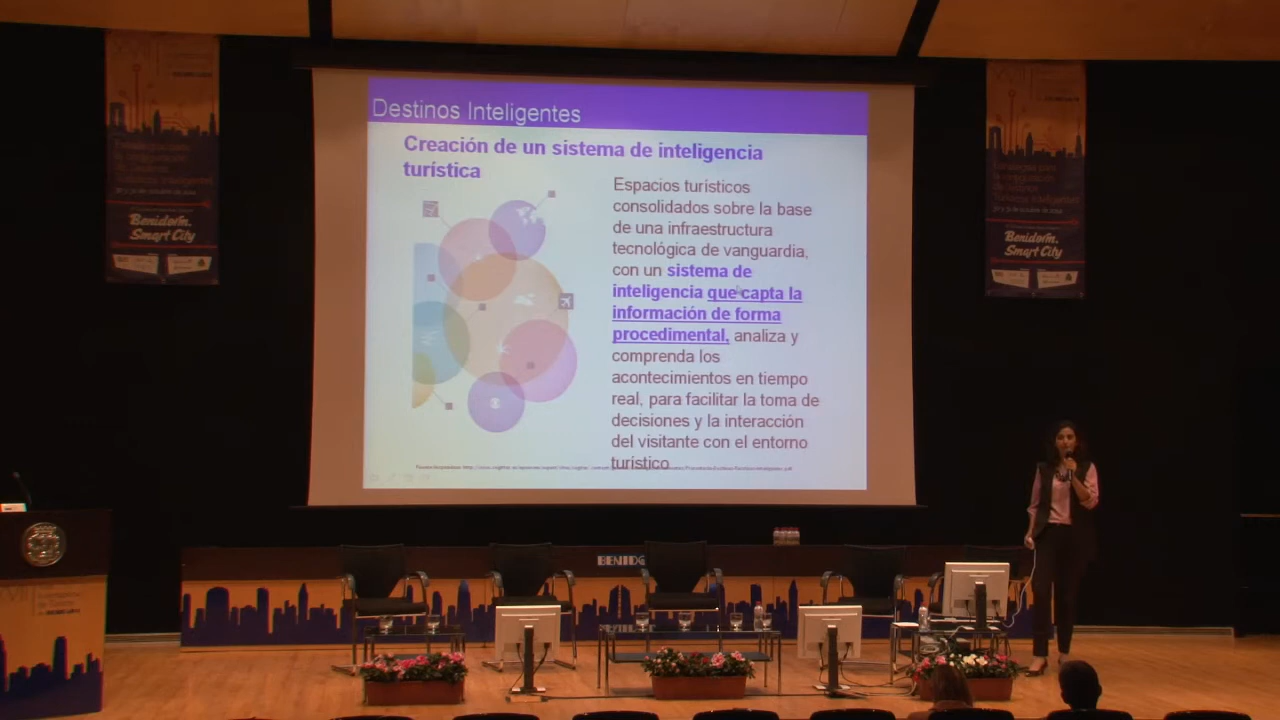 Destinos Inteligentes
Creación de un sistema de inteligencia
turística
Espacios turísticos
consolidados sobre la base
de una infraestructura
tecnológica de vanguardia,
con un sistema de
inteligencia que capta la
información de forma
procedimental, analiza y
comprenda los
acontecimientos en tiempo
real, para facilitar la toma de
decisiones y la interacción
del visitante con el entorno
turístico
Benidorm.
Smart City
Benidorm.
Smart City